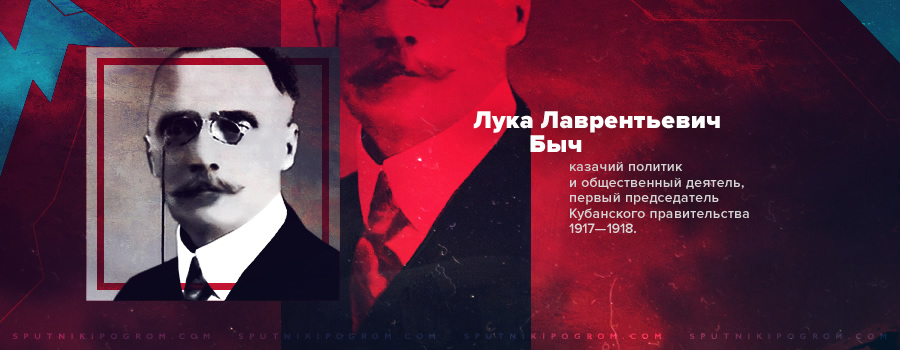 Лука Лаврентьевич
Быч
казачий политик
и общественный деятель,
первый председатель
Кубанского правительства
1917—1918.
SPUTNIKIPOGROM.COM SPUTNIKIPOGROM.COM SPUTNIKIPOGROM.COM SPUTNIKIPOGROM.COM